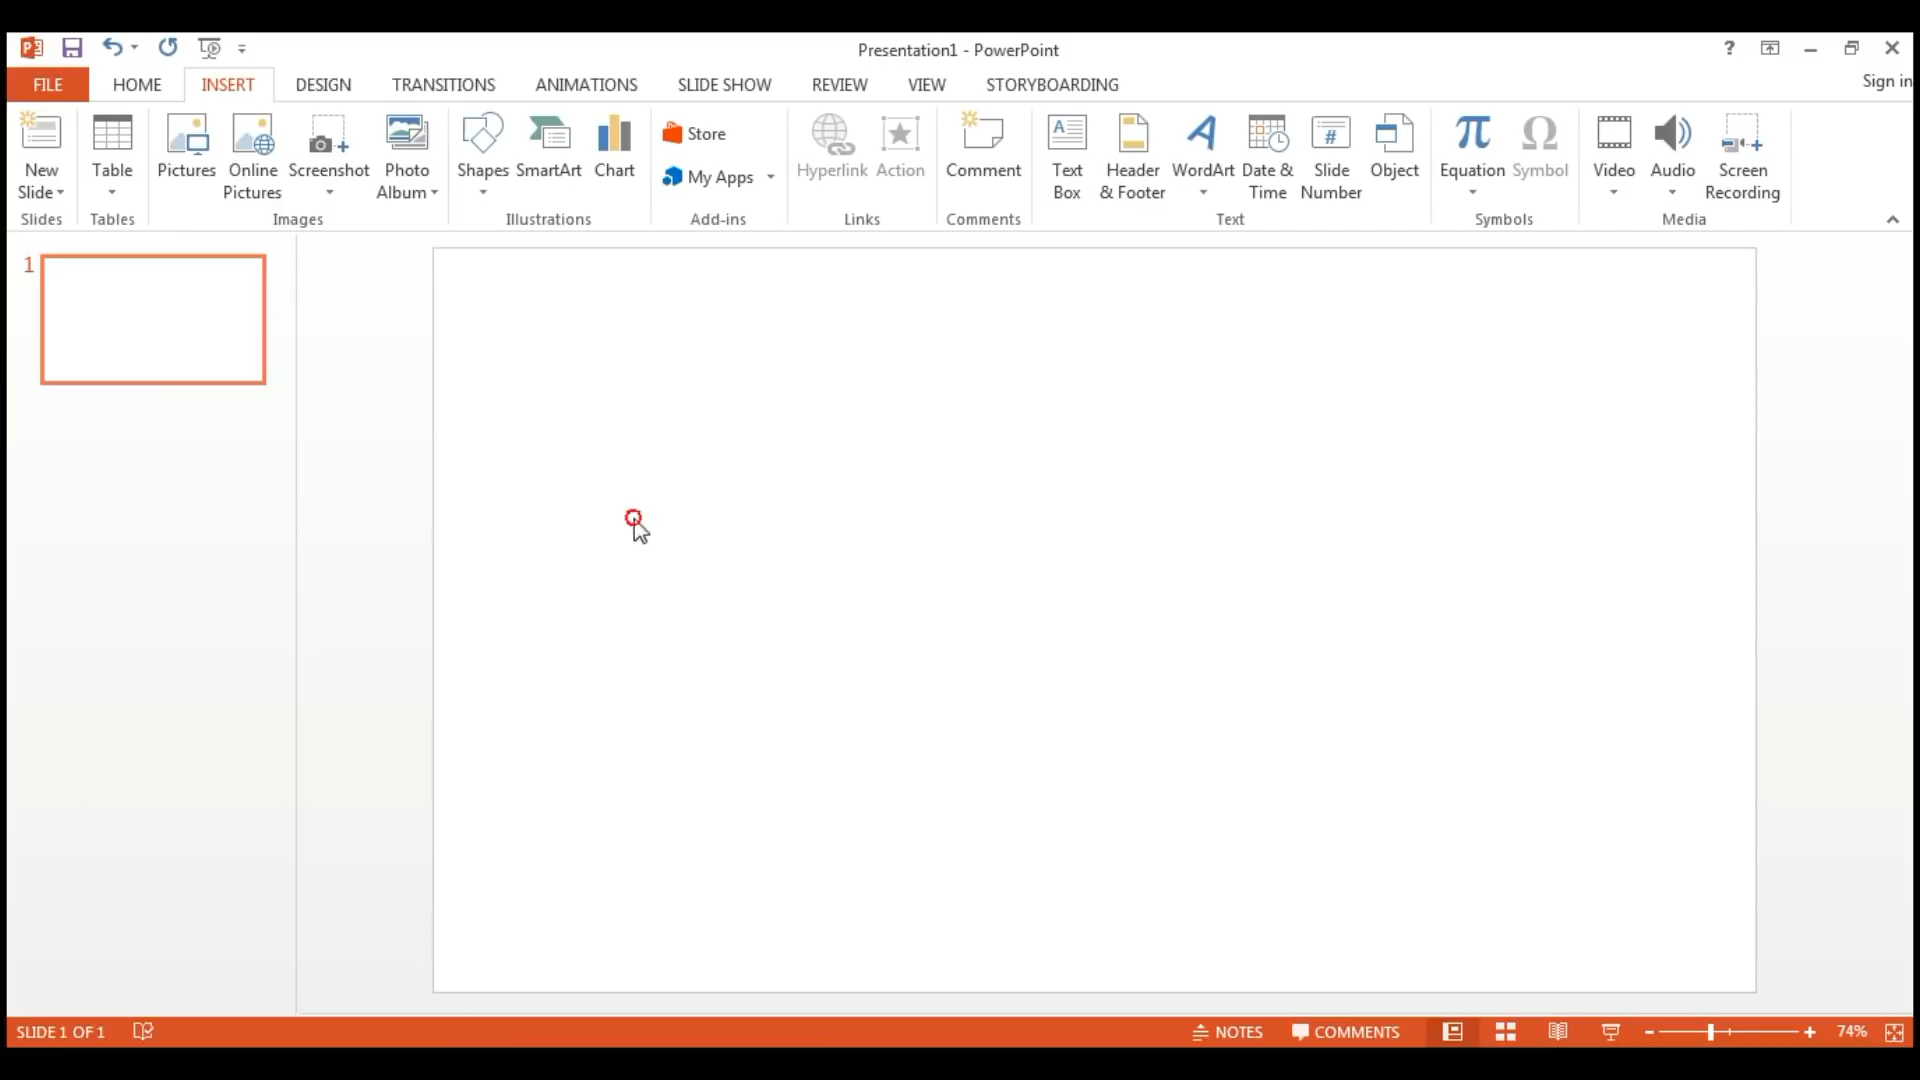 Presentation1 - PowerPoint
?
FILE HOME INSERT DESIGN TRANSITIONS ANIMATIONS SLIDE SHOW REVIEW VIEW STORYBOARDING Sign in
New Slide
Table
Pictures
Online Pictures
Screenshot
Photo Album
Shapes
SmartArt
Chart
Store
My Apps
Hyperlink
Action
Comment
Text Box
Header & Footer
WordArt
Date & Time
Slide Number
Object
Equation
Symbol
Video
Audio
Screen Recording
Slides Tables Images Illustrations Add-ins Links Comments Text Symbols Media
1
SLIDE 1 OF 1 NOTES COMMENTS 74%